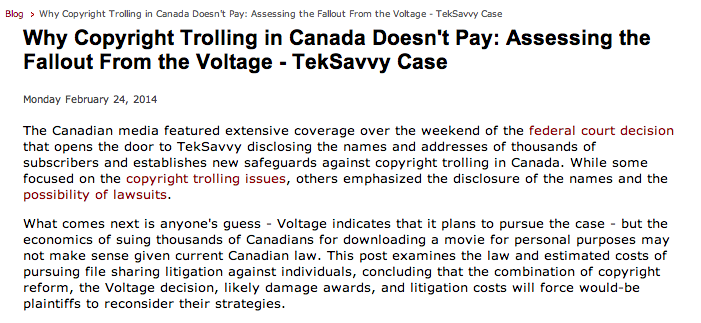 Blog > Why Copyright Trolling in Canada Doesn't Pay: Assessing the Fallout From the Voltage - TekSavvy Case
Why Copyright Trolling in Canada Doesn't Pay: Assessing the
Fallout From the Voltage - TekSavvy Case
Monday February 24, 2014
The Canadian media featured extensive coverage over the weekend of the federal court decision
that opens the door to TekSavvy disclosing the names and addresses of thousands of
subscribers and establishes new safeguards against copyright trolling in Canada. While some
focused on the copyright trolling issues, others emphasized the disclosure of the names and the
possibility of lawsuits.
What comes next is anyone's guess - Voltage indicates that it plans to pursue the case - but the
economics of suing thousands of Canadians for downloading a movie for personal purposes may
not make sense given current Canadian law. This post examines the law and estimated costs of
pursuing file sharing litigation against individuals, concluding that the combination of copyright
reform, the Voltage decision, likely damage awards, and litigation costs will force would-be
plaintiffs to reconsider their strategies.